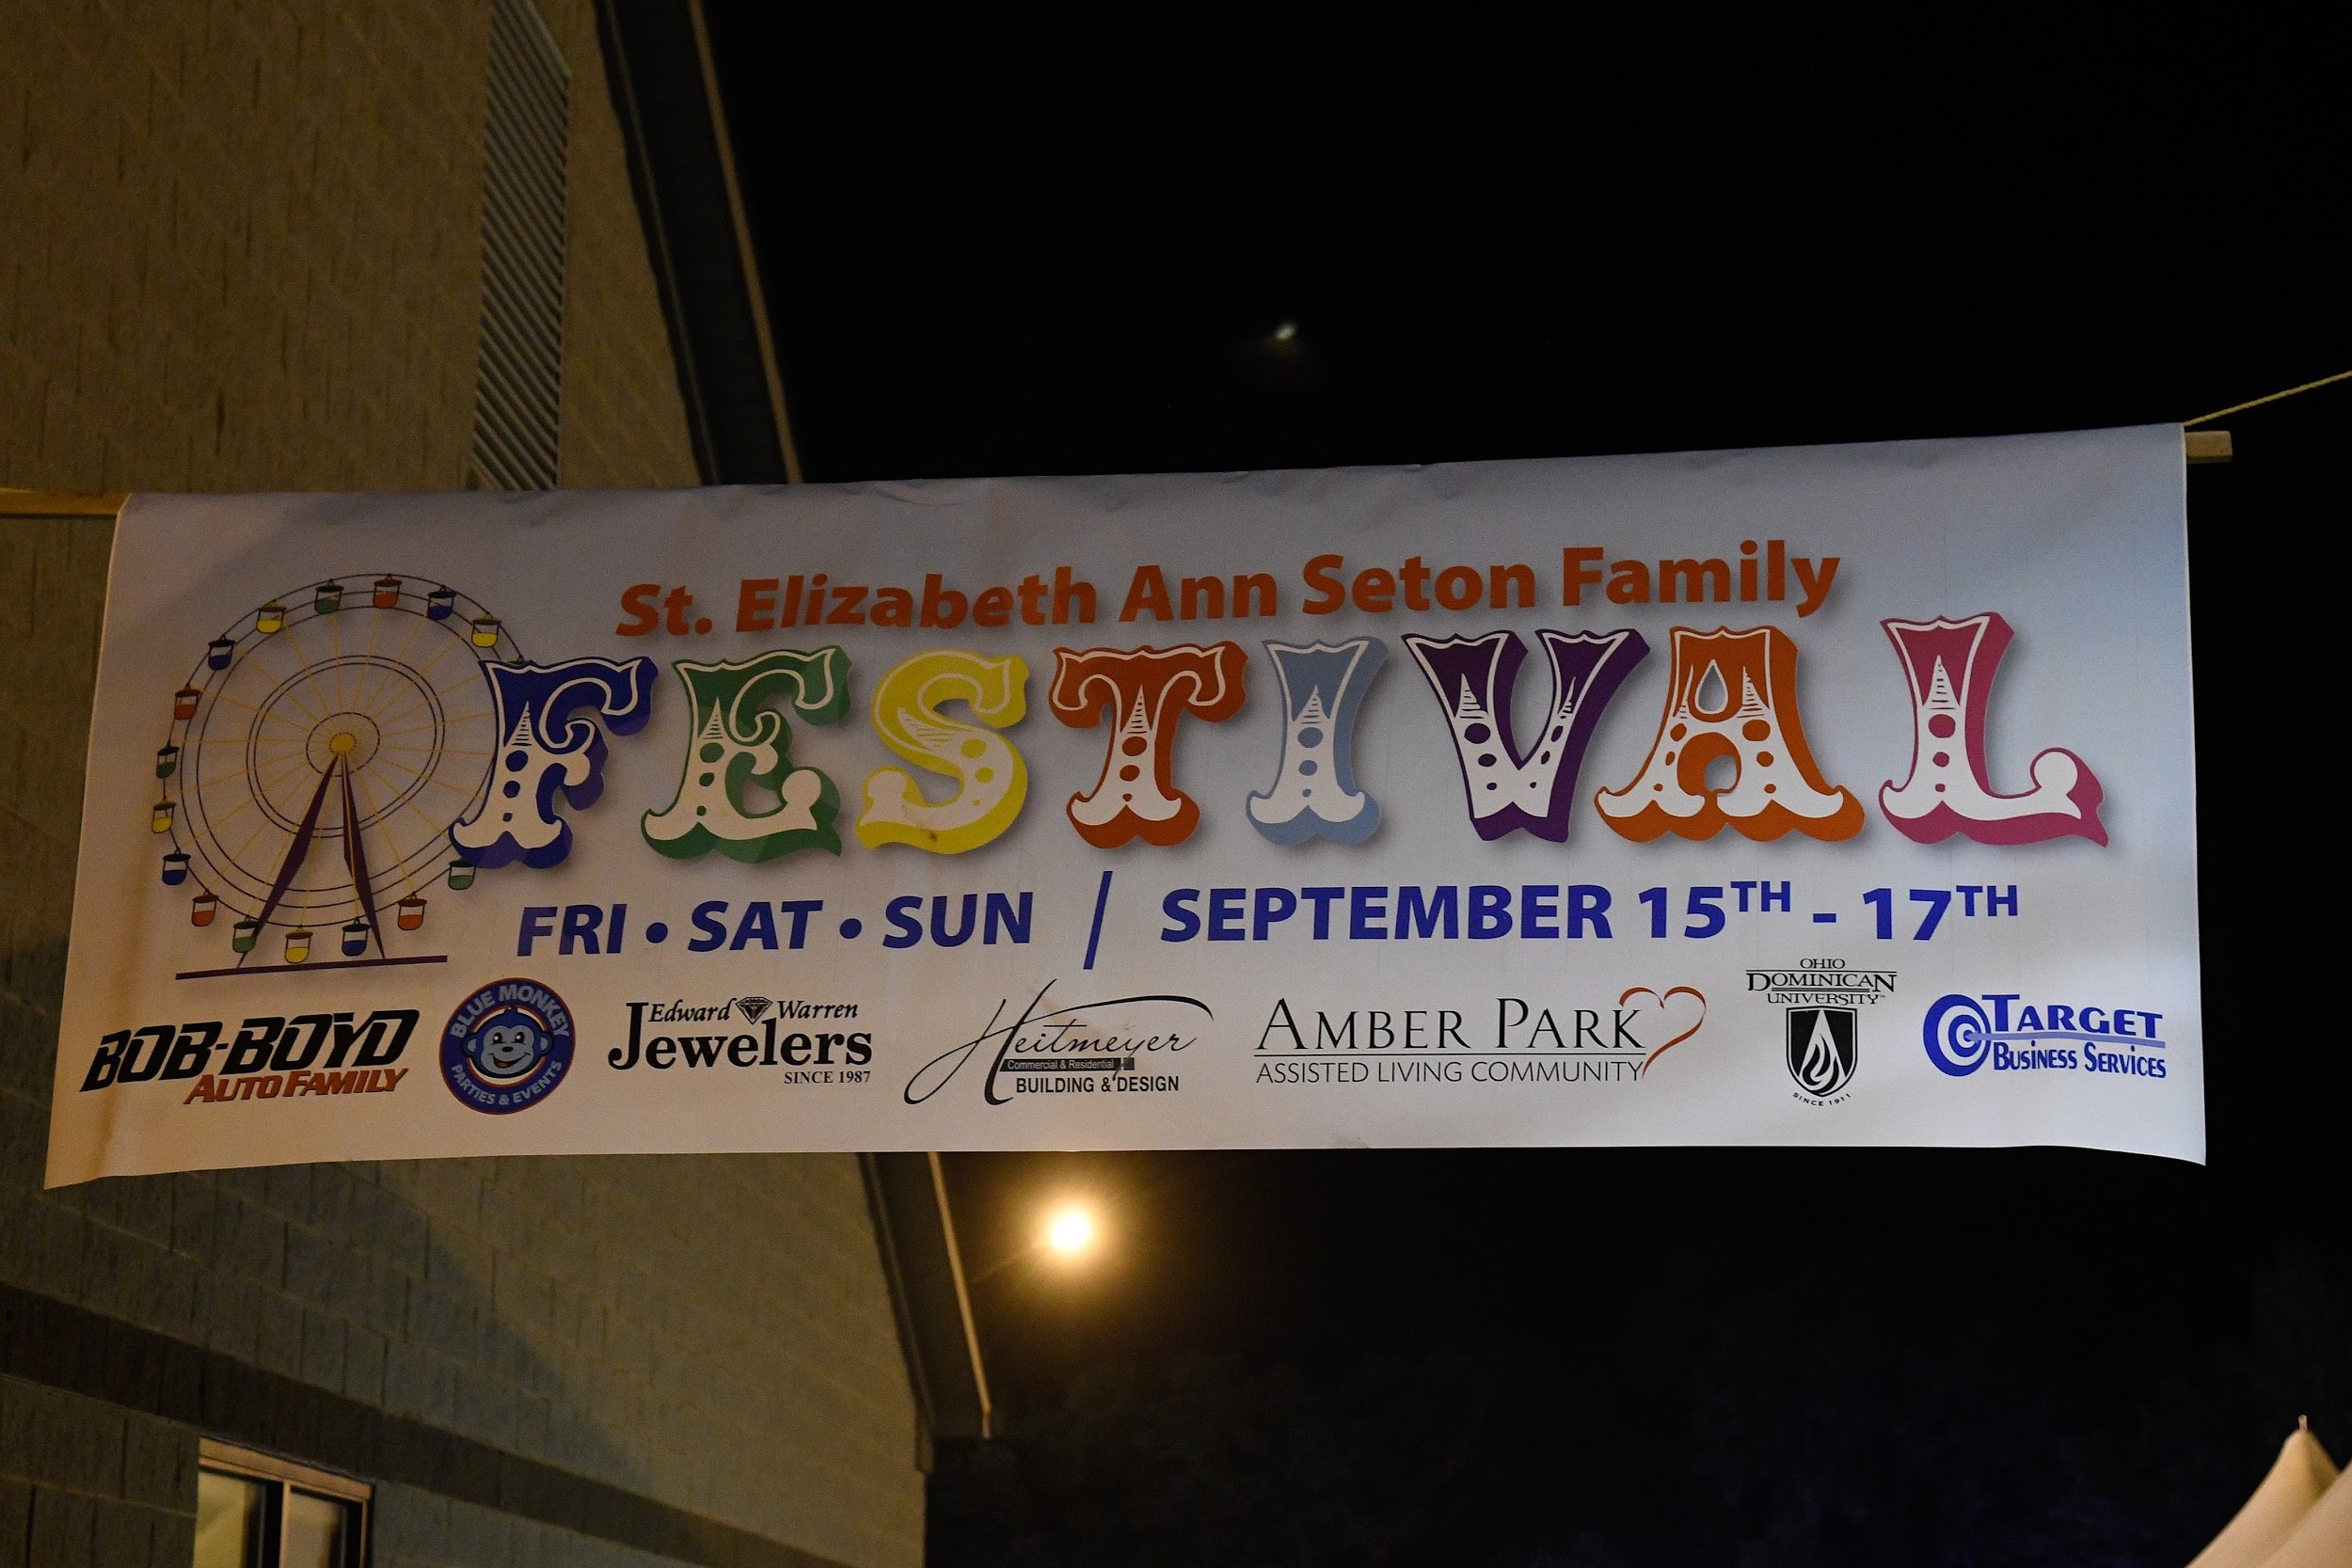 St. Elizabeth Ann Seton Family
FESTIVAL
FRI • SAT • SUN / SEPTEMBER 15TH - 17TH
BOB-BOYD
AUTO FAMILY
BLUE MONKEY
PARTIES & EVENTS
Edward Warren
Jewelers
SINCE 1987
Heitmeyer
Commercial & Residential
BUILDING & DESIGN
AMBER PARK
ASSISTED LIVING COMMUNITY
OHIO
DOMINICAN
UNIVERSITY™
SINCE 1911
TARGET
BUSINESS SERVICES